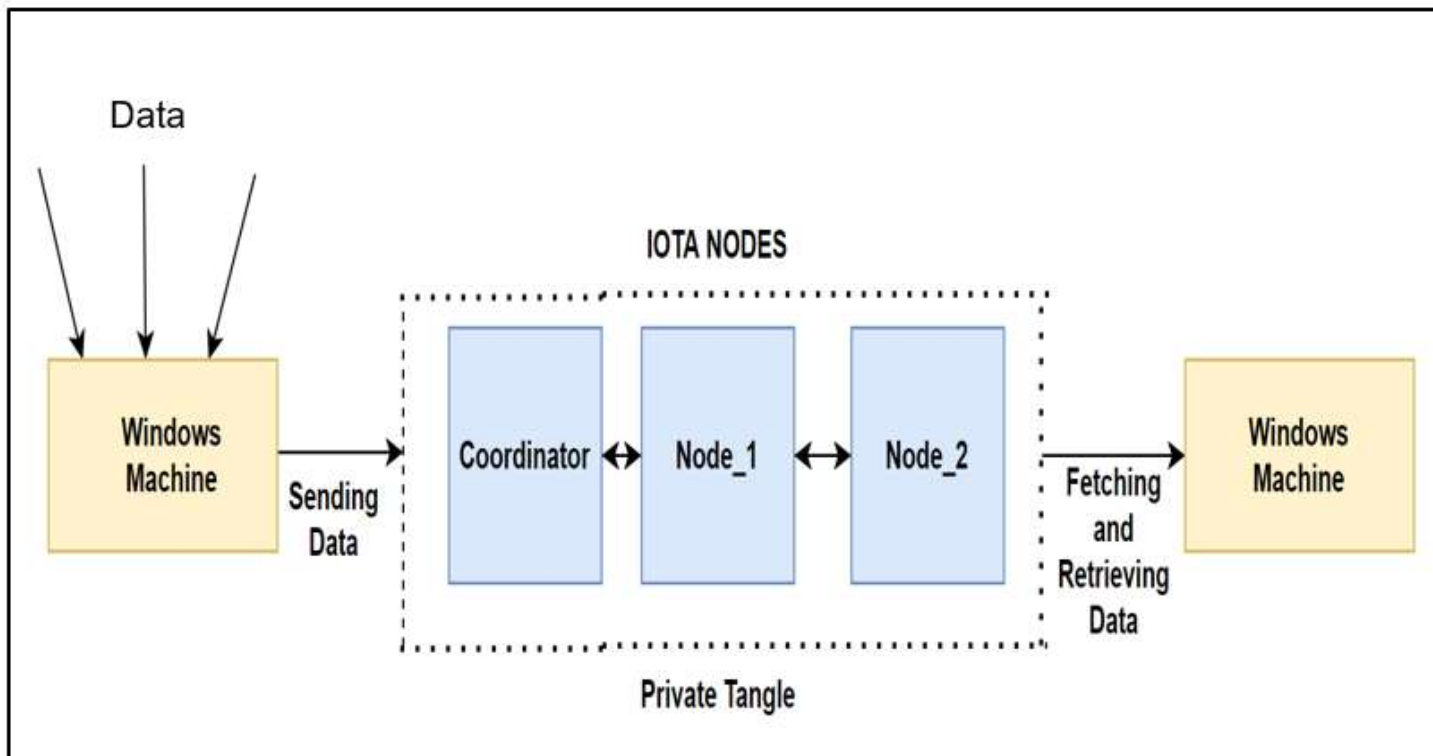 Data
IOTA NODES
Windows
Machine
Sending
Data
Coordinator
Node_1
Node_2
Fetching
and
Retrieving
Data
Windows
Machine
Private Tangle